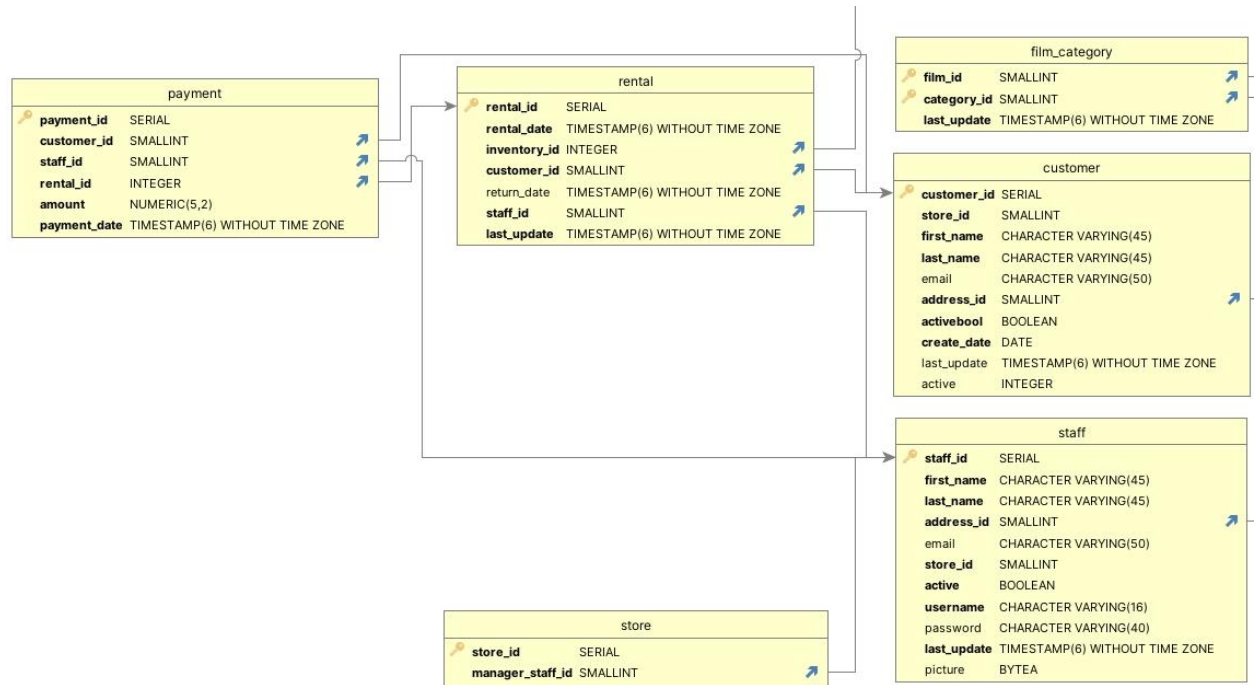 payment
payment_id SERIAL
customer_id SMALLINT
staff_id SMALLINT
rental_id INTEGER
amount NUMERIC(5,2)
payment_date TIMESTAMP(6) WITHOUT TIME ZONE
rental
rental_id SERIAL
rental_date TIMESTAMP(6) WITHOUT TIME ZONE
inventory_id INTEGER
customer_id SMALLINT
return_date TIMESTAMP(6) WITHOUT TIME ZONE
staff_id SMALLINT
last_update TIMESTAMP(6) WITHOUT TIME ZONE
film_category
film_id SMALLINT
category_id SMALLINT
last_update TIMESTAMP(6) WITHOUT TIME ZONE
customer
customer_id SERIAL
store_id SMALLINT
first_name CHARACTER VARYING(45)
last_name CHARACTER VARYING(45)
email CHARACTER VARYING(50)
address_id SMALLINT
activebool BOOLEAN
create_date DATE
last_update TIMESTAMP(6) WITHOUT TIME ZONE
active INTEGER
staff
staff_id SERIAL
first_name CHARACTER VARYING(45)
last_name CHARACTER VARYING(45)
address_id SMALLINT
email CHARACTER VARYING(50)
store_id SMALLINT
active BOOLEAN
username CHARACTER VARYING(16)
password CHARACTER VARYING(40)
last_update TIMESTAMP(6) WITHOUT TIME ZONE
picture BYTEA
store
store_id SERIAL
manager_staff_id SMALLINT